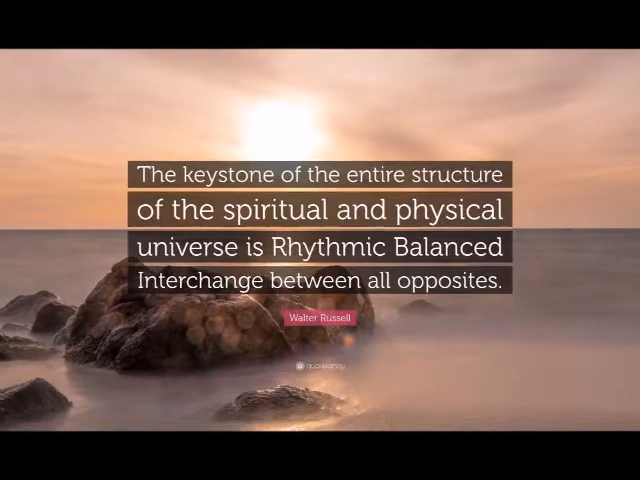 The keystone of the entire structure
of the spiritual and physical
universe is Rhythmic Balanced
Interchange between all opposites.
Walter Russell
quotefancy